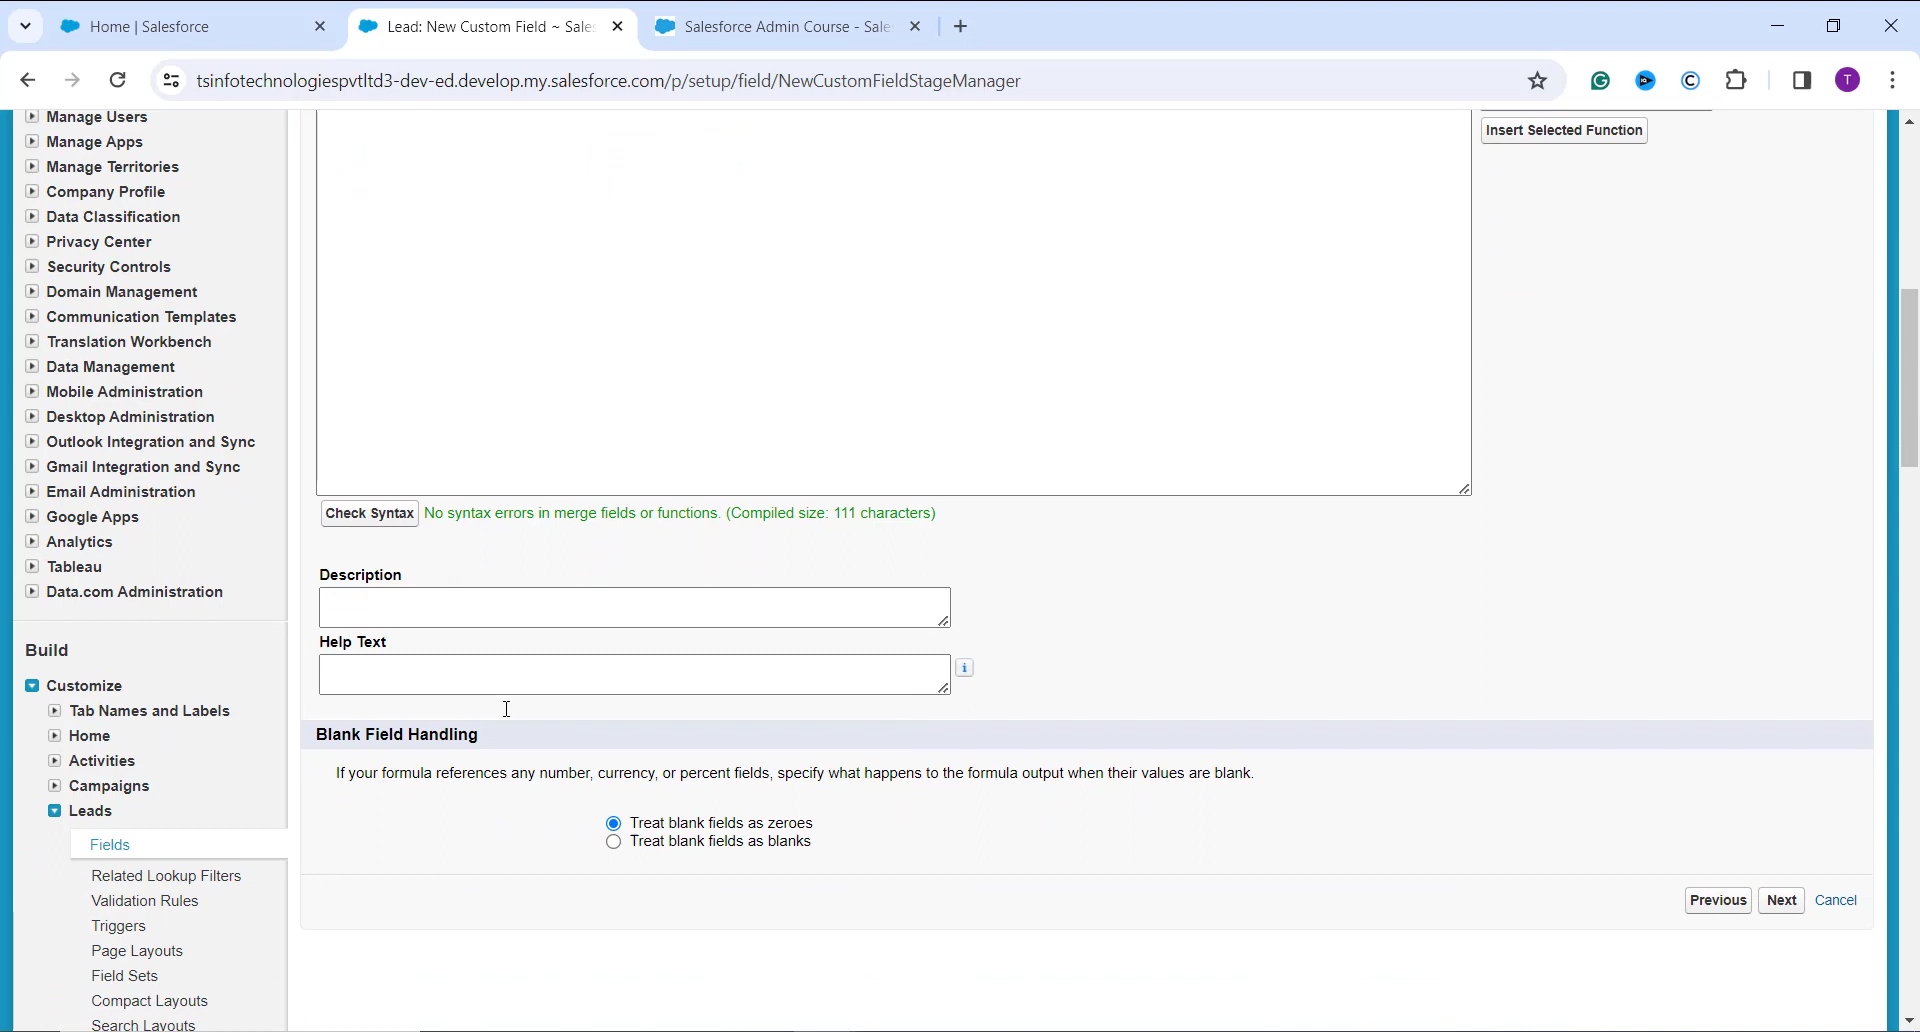 Home | Salesforce
Lead: New Custom Field ~ Sales
Salesforce Admin Course - Sale
tsinfotechnologiespvtltd3-dev-ed.develop.my.salesforce.com/p/setup/field/NewCustomFieldStageManager
T
Manage Users
Manage Apps
Manage Territories
Company Profile
Data Classification
Privacy Center
Security Controls
Domain Management
Communication Templates
Translation Workbench
Data Management
Mobile Administration
Desktop Administration
Outlook Integration and Sync
Gmail Integration and Sync
Email Administration
Google Apps
Analytics
Tableau
Data.com Administration
Build
Customize
Tab Names and Labels
Home
Activities
Campaigns
Leads
Fields
Related Lookup Filters
Validation Rules
Triggers
Page Layouts
Field Sets
Compact Layouts
Search Layouts
Insert Selected Function
Check Syntax No syntax errors in merge fields or functions. (Compiled size: 111 characters)
Description
Help Text
i
Blank Field Handling
If your formula references any number, currency, or percent fields, specify what happens to the formula output when their values are blank.
Treat blank fields as zeroes
Treat blank fields as blanks
Previous Next Cancel